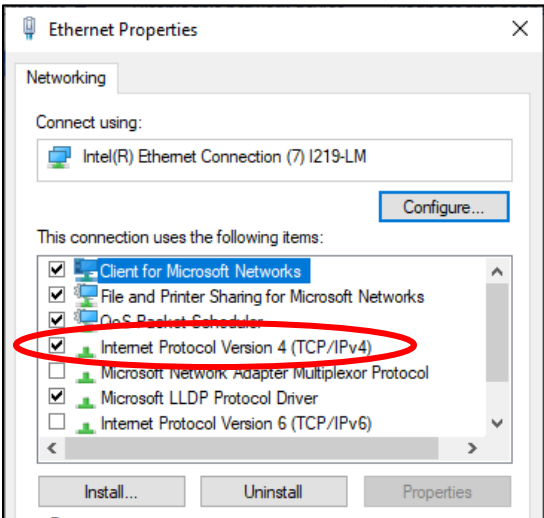 Ethernet Properties
Networking
Connect using:
Intel(R) Ethernet Connection (7) I219-LM
Configure...
This connection uses the following items:
Client for Microsoft Networks
File and Printer Sharing for Microsoft Networks
QoS Packet Scheduler
Internet Protocol Version 4 (TCP/IPv4)
Microsoft Network Adapter Multiplexor Protocol
Microsoft LLDP Protocol Driver
Internet Protocol Version 6 (TCP/IPv6)
Install... Uninstall Properties